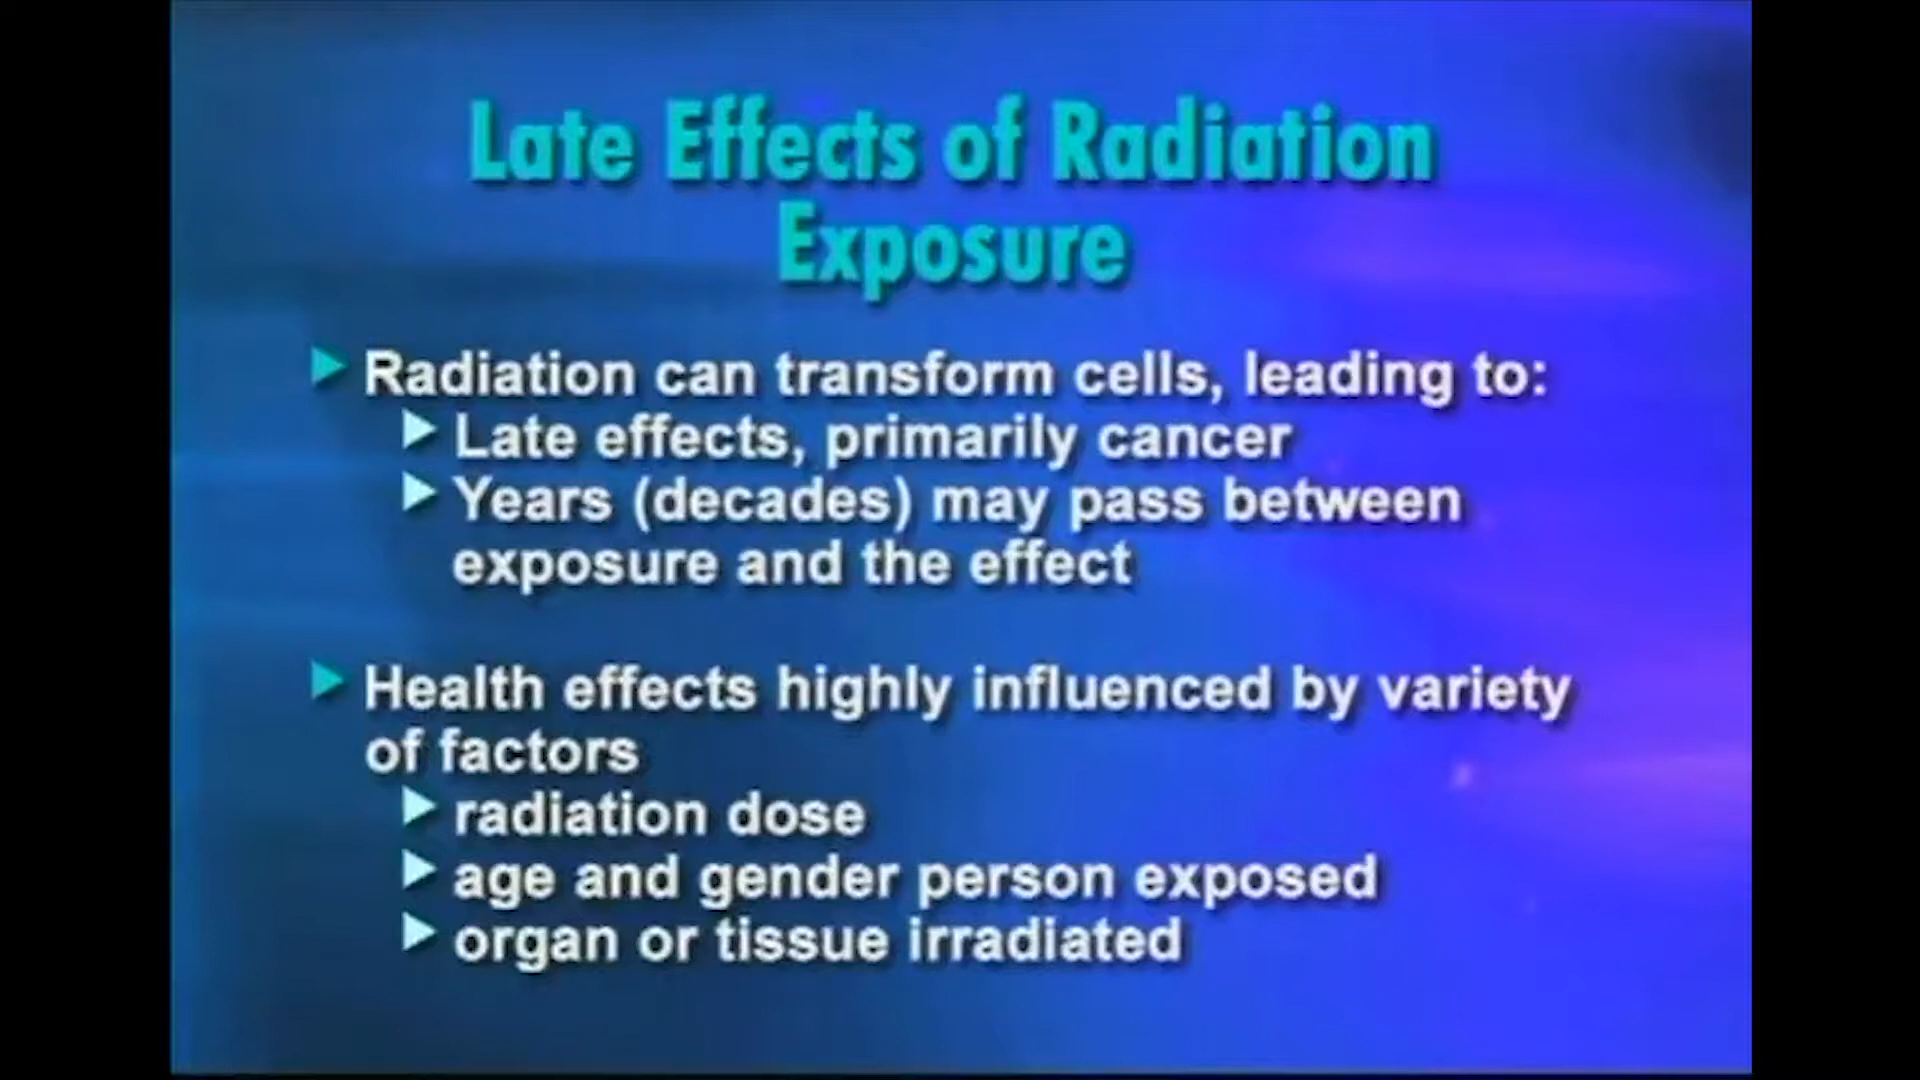 Late Effects of Radiation
Exposure
Radiation can transform cells, leading to:
Late effects, primarily cancer
Years (decades) may pass between
exposure and the effect
Health effects highly influenced by variety
of factors
radiation dose
age and gender person exposed
organ or tissue irradiated